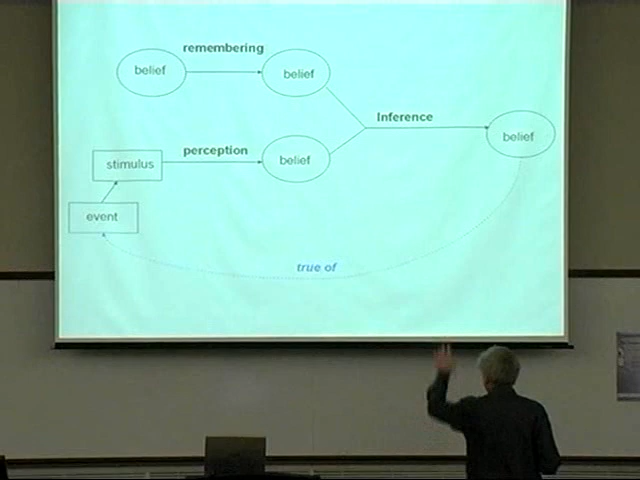 remembering
belief
belief
Inference
belief
perception
stimulus
belief
event
true of